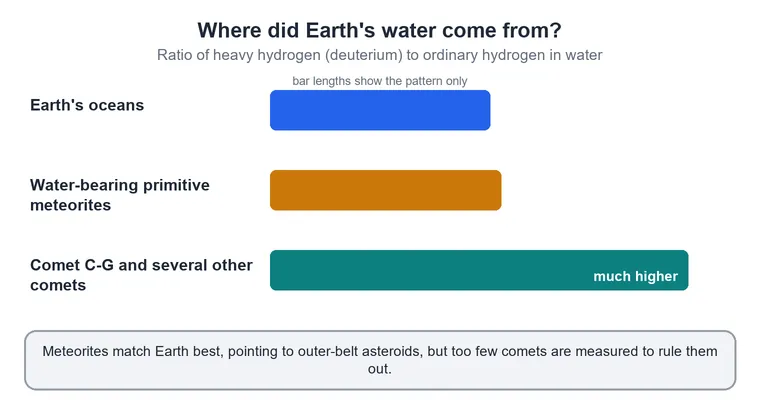 Where did Earth's water come from?
Ratio of heavy hydrogen (deuterium) to ordinary hydrogen in water
bar lengths show the pattern only
Earth's oceans
Water-bearing primitive
meteorites
Comet C-G and several other
comets
much higher
Meteorites match Earth best, pointing to outer-belt asteroids, but too few comets are measured to rule them
out.